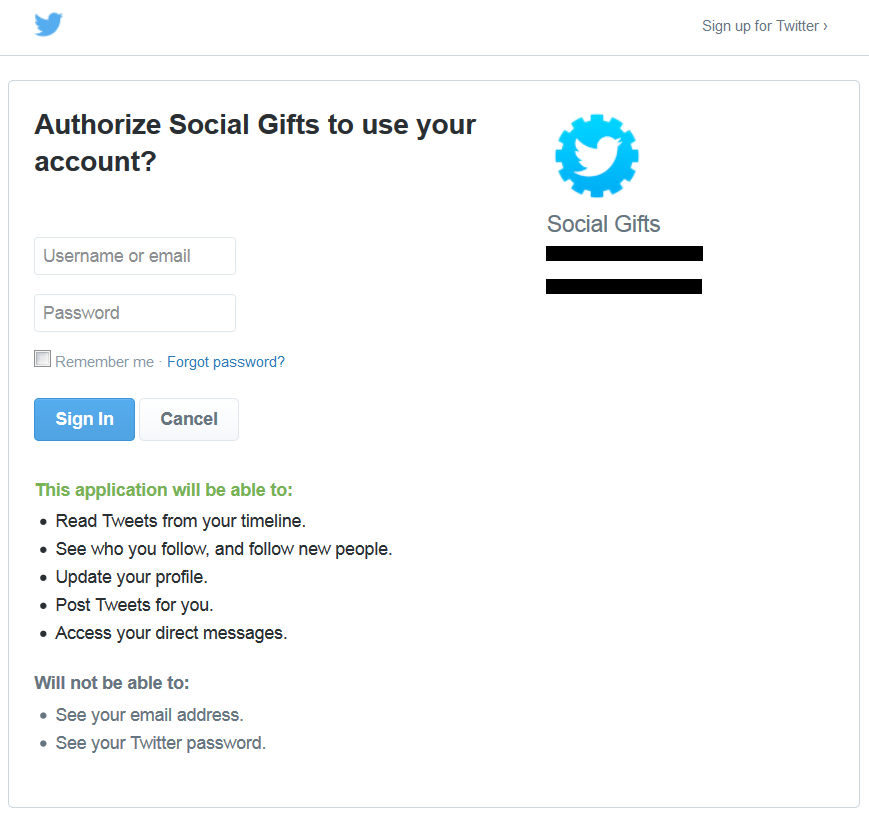 Sign up for Twitter ›
Authorize Social Gifts to use your
account?
Social Gifts
Username or email
Password
Remember me · Forgot password?
Sign In
Cancel
This application will be able to:
• Read Tweets from your timeline.
• See who you follow, and follow new people.
• Update your profile.
• Post Tweets for you.
• Access your direct messages.
Will not be able to:
• See your email address.
• See your Twitter password.